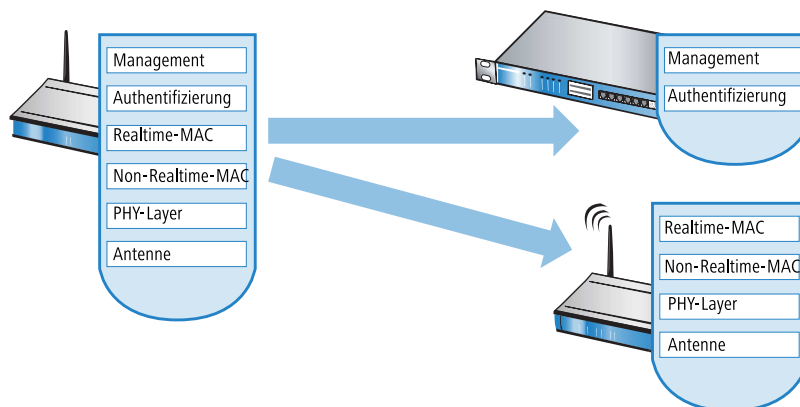 Management
Authentifizierung
Realtime-MAC
Non-Realtime-MAC
PHY-Layer
Antenne
Management
Authentifizierung
Realtime-MAC
Non-Realtime-MAC
PHY-Layer
Antenne